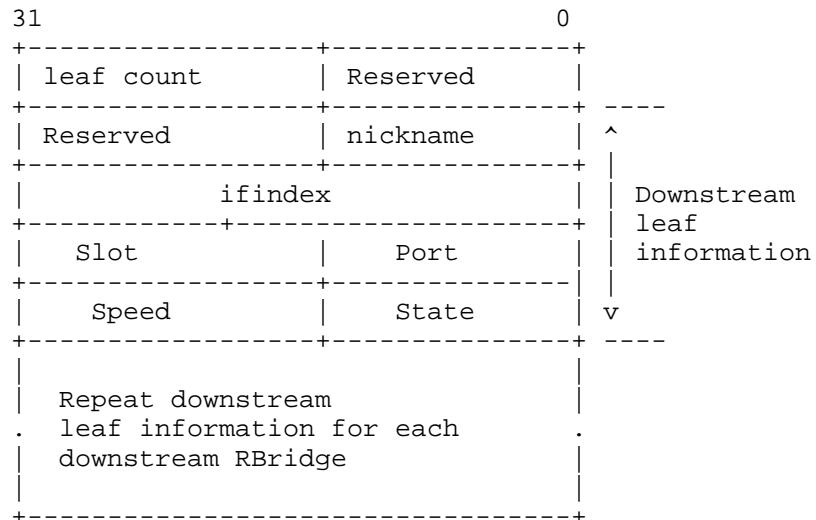 31 0
leaf count Reserved
----
Reserved nickname ^
ifindex Downstream
leaf
Slot Port information
Speed State v
----
Repeat downstream
. leaf information for each .
downstream RBridge